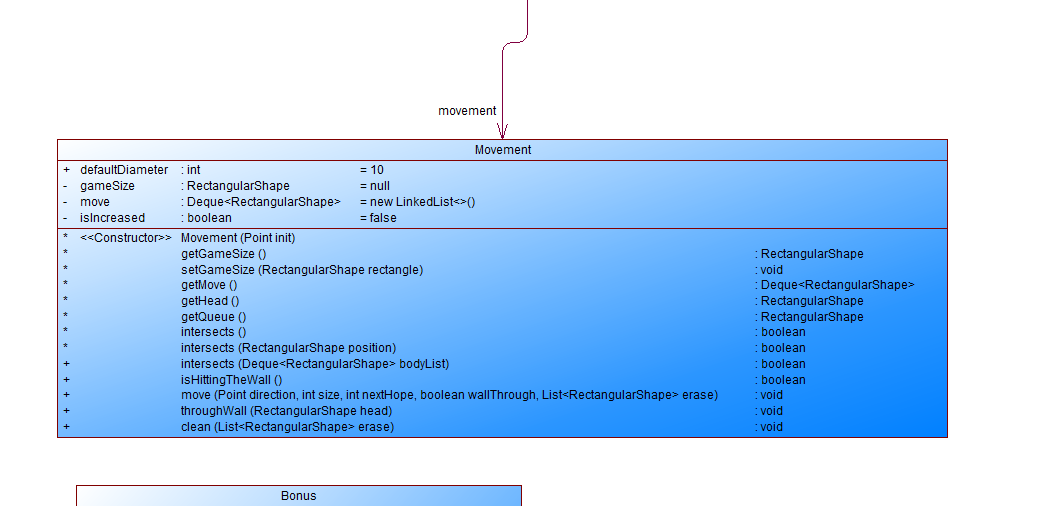 movement
Movement
+ defaultDiameter : int = 10
- gameSize : RectangularShape = null
- move : Deque<RectangularShape> = new LinkedList<>()
- isIncreased : boolean = false
* <<Constructor>> Movement (Point init)
* getGameSize () : RectangularShape
* setGameSize (RectangularShape rectangle) : void
* getMove () : Deque<RectangularShape>
* getHead () : RectangularShape
* getQueue () : RectangularShape
* intersects () : boolean
* intersects (RectangularShape position) : boolean
+ intersects (Deque<RectangularShape> bodyList) : boolean
+ isHittingTheWall () : boolean
+ move (Point direction, int size, int nextHope, boolean wallThrough, List<RectangularShape> erase) : void
+ throughWall (RectangularShape head) : void
+ clean (List<RectangularShape> erase) : void
Bonus